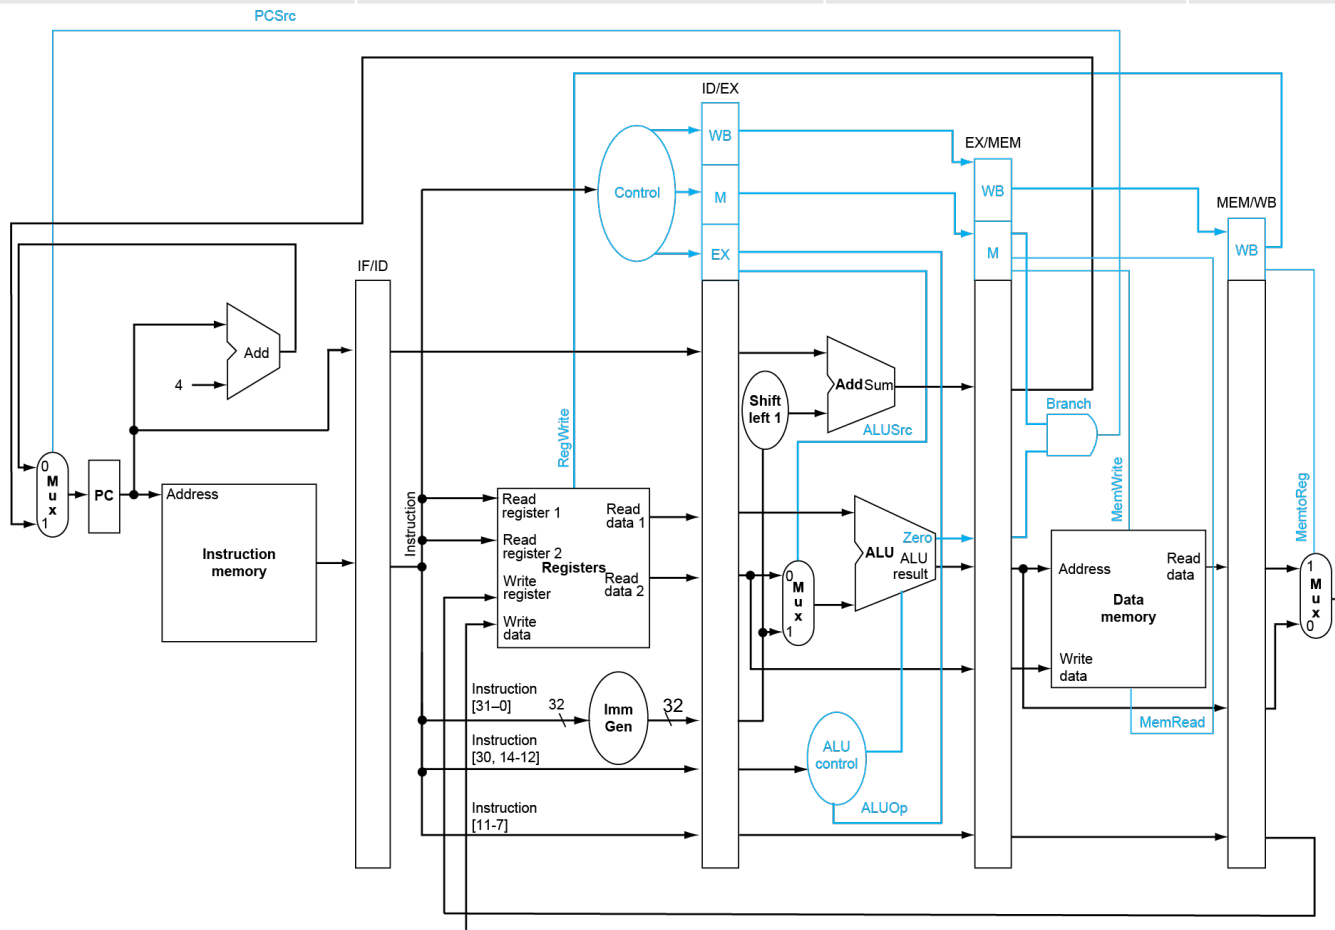 PCSrc
ID/EX
WB
EX/MEM
Control
M
WB
MEM/WB
EX
M
WB
IF/ID
Add
4
Shift
left 1
Add Sum
Branch
ALUSrc
RegWrite
MemWrite
MemtoReg
0
M
u
x
1
PC
Address
Instruction
memory
Instruction
Read
register 1
Read
data 1
Read
register 2
Registers
Write
register
Read
data 2
Write
data
Zero
ALU
ALU
result
0
M
u
x
1
Address
Read
data
Data
memory
Write
data
1
M
u
x
0
Instruction
[31–0]
32
Imm
Gen
32
MemRead
Instruction
[30, 14-12]
ALU
control
Instruction
[11-7]
ALUOp